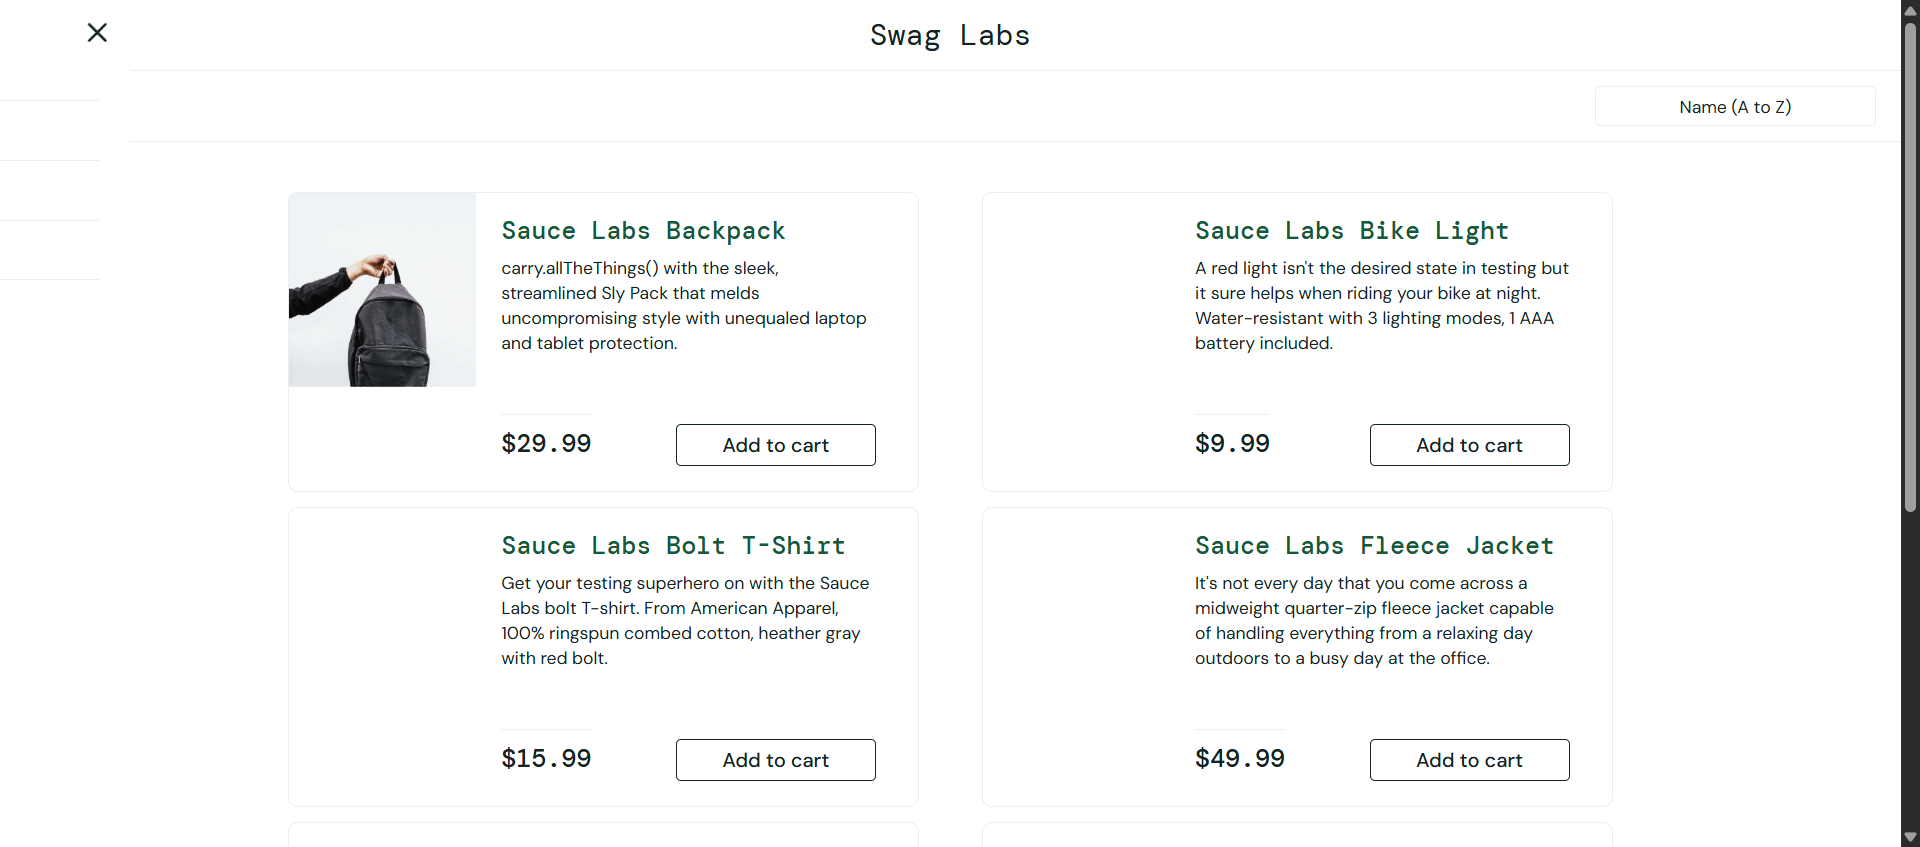 Swag Labs
Name (A to Z)
Sauce Labs Backpack
carry.allTheThings() with the sleek,
streamlined Sly Pack that melds
uncompromising style with unequaled laptop
and tablet protection.
$29.99
Add to cart
Sauce Labs Bike Light
A red light isn't the desired state in testing but
it sure helps when riding your bike at night.
Water-resistant with 3 lighting modes, 1 AAA
battery included.
$9.99
Add to cart
Sauce Labs Bolt T-Shirt
Get your testing superhero on with the Sauce
Labs bolt T-shirt. From American Apparel,
100% ringspun combed cotton, heather gray
with red bolt.
$15.99
Add to cart
Sauce Labs Fleece Jacket
It's not every day that you come across a
midweight quarter-zip fleece jacket capable
of handling everything from a relaxing day
outdoors to a busy day at the office.
$49.99
Add to cart